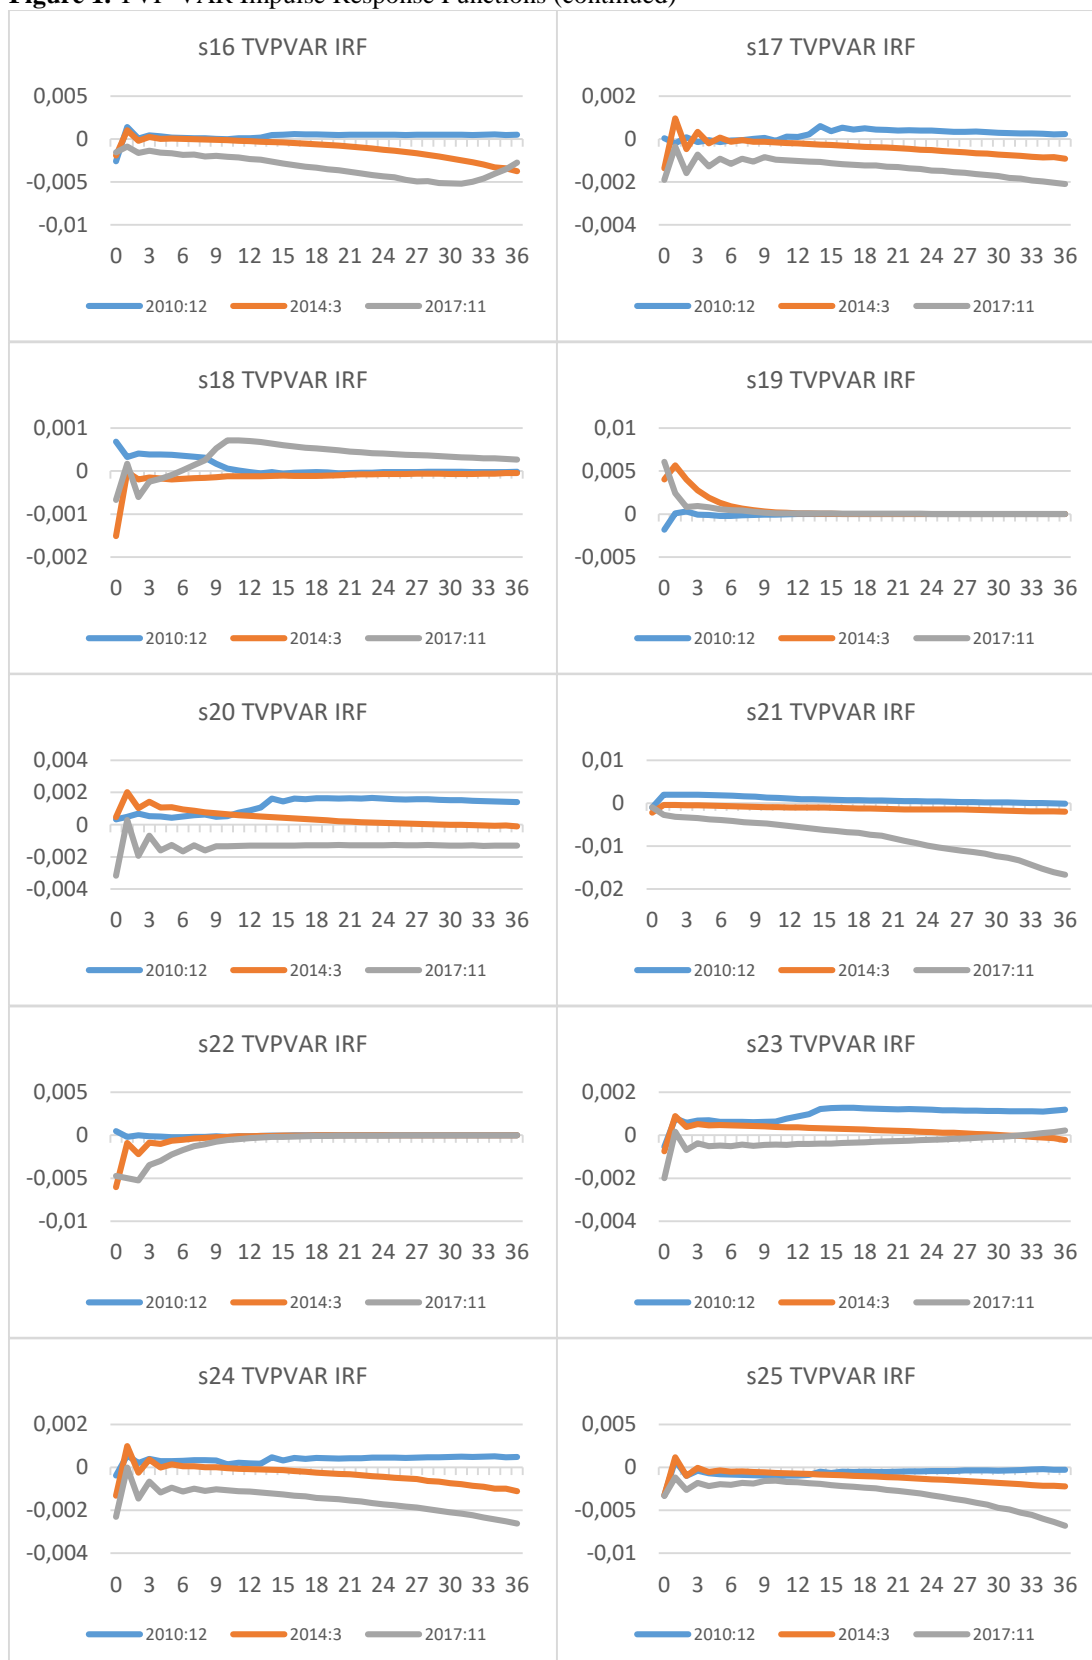 Figure 1. TVP-VAR Impulse Response Functions (continued)
s16 TVPVAR IRF
0,005
0
-0,005
-0,01
0 3 6 9 12 15 18 21 24 27 30 33 36
2010:12 2014:3 2017:11
s17 TVPVAR IRF
0,002
0
-0,002
-0,004
0 3 6 9 12 15 18 21 24 27 30 33 36
2010:12 2014:3 2017:11
s18 TVPVAR IRF
0,001
0
-0,001
-0,002
0 3 6 9 12 15 18 21 24 27 30 33 36
2010:12 2014:3 2017:11
s19 TVPVAR IRF
0,01
0,005
0
-0,005
0 3 6 9 12 15 18 21 24 27 30 33 36
2010:12 2014:3 2017:11
s20 TVPVAR IRF
0,004
0,002
0
-0,002
-0,004
0 3 6 9 12 15 18 21 24 27 30 33 36
2010:12 2014:3 2017:11
s21 TVPVAR IRF
0,01
0
-0,01
-0,02
0 3 6 9 12 15 18 21 24 27 30 33 36
2010:12 2014:3 2017:11
s22 TVPVAR IRF
0,005
0
-0,005
-0,01
0 3 6 9 12 15 18 21 24 27 30 33 36
2010:12 2014:3 2017:11
s23 TVPVAR IRF
0,002
0
-0,002
-0,004
0 3 6 9 12 15 18 21 24 27 30 33 36
2010:12 2014:3 2017:11
s24 TVPVAR IRF
0,002
0
-0,002
-0,004
0 3 6 9 12 15 18 21 24 27 30 33 36
2010:12 2014:3 2017:11
s25 TVPVAR IRF
0,005
0
-0,005
-0,01
0 3 6 9 12 15 18 21 24 27 30 33 36
2010:12 2014:3 2017:11